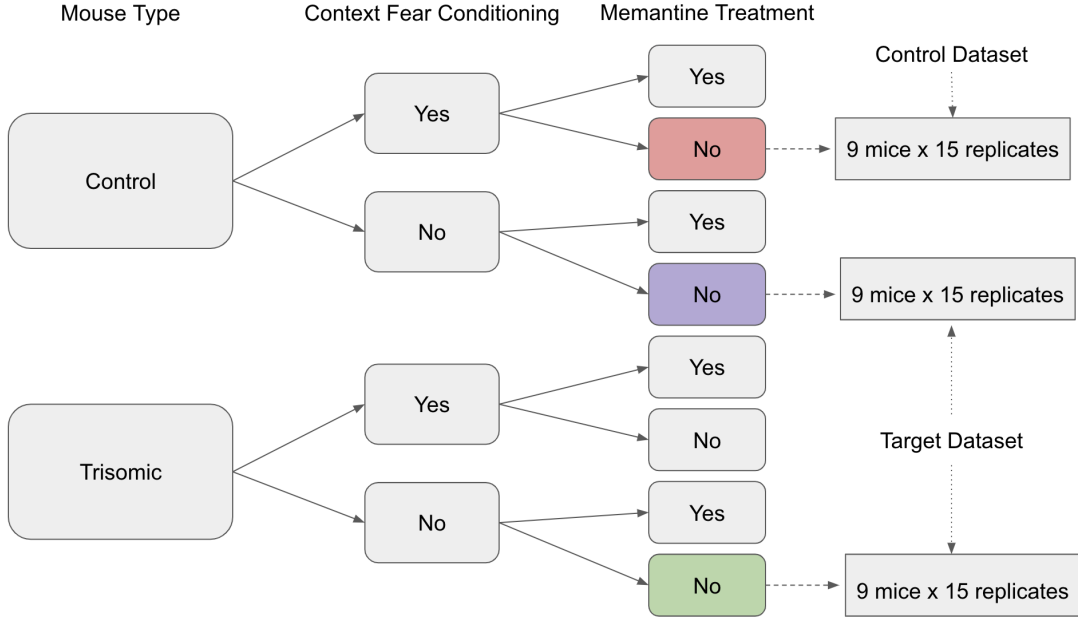 Mouse Type
Context Fear Conditioning
Memantine Treatment
Control Dataset
Yes
Yes
No
9 mice x 15 replicates
Control
Yes
No
No
9 mice x 15 replicates
Yes
Yes
No
Target Dataset
Trisomic
Yes
No
No
9 mice x 15 replicates